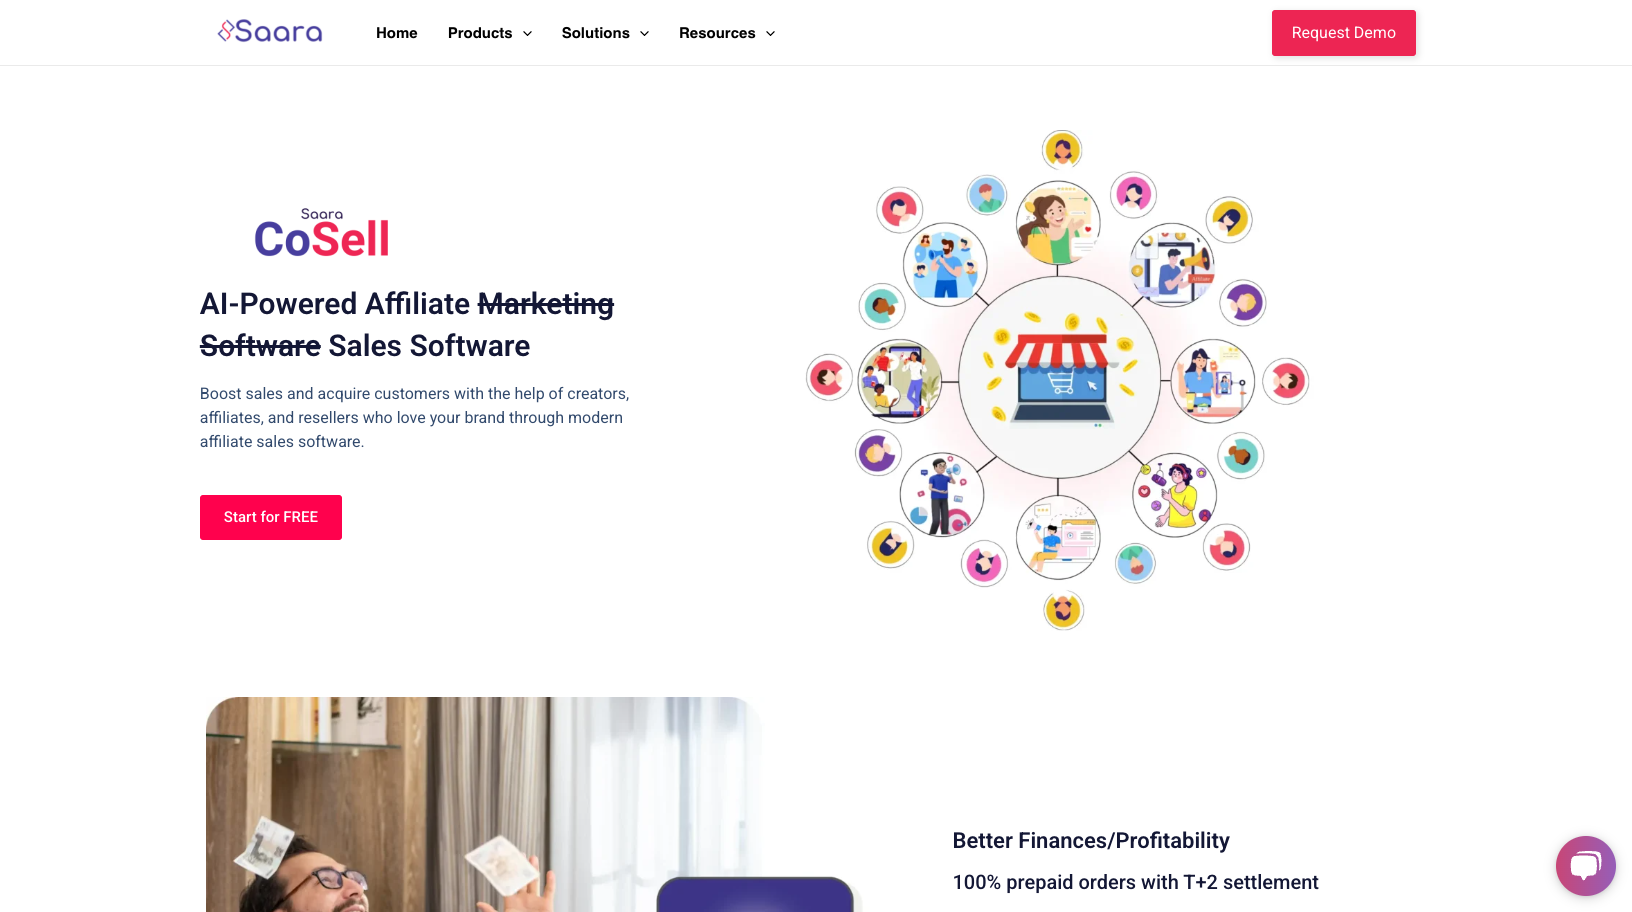 Saara
Home
Products
Solutions
Resources
Request Demo
Saara
CoSell
AI-Powered Affiliate Marketing
Software Sales Software
Boost sales and acquire customers with the help of creators,
affiliates, and resellers who love your brand through modern
affiliate sales software.
Start for FREE
Better Finances/Profitability
100% prepaid orders with T+2 settlement